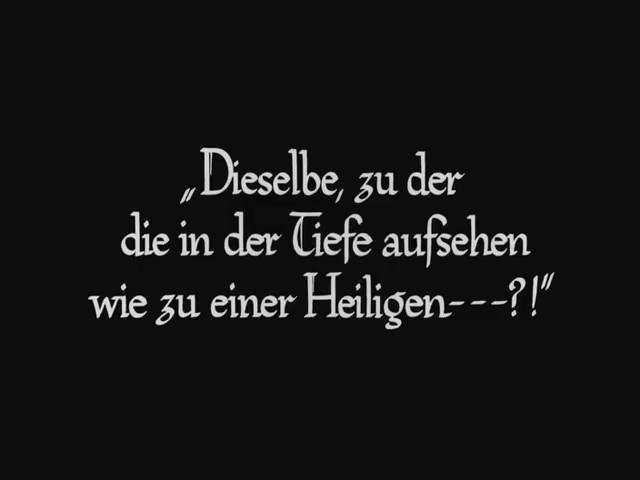 „Dieselbe, zu der
die in der Tiefe aufsehen
wie zu einer Heiligen---?!"